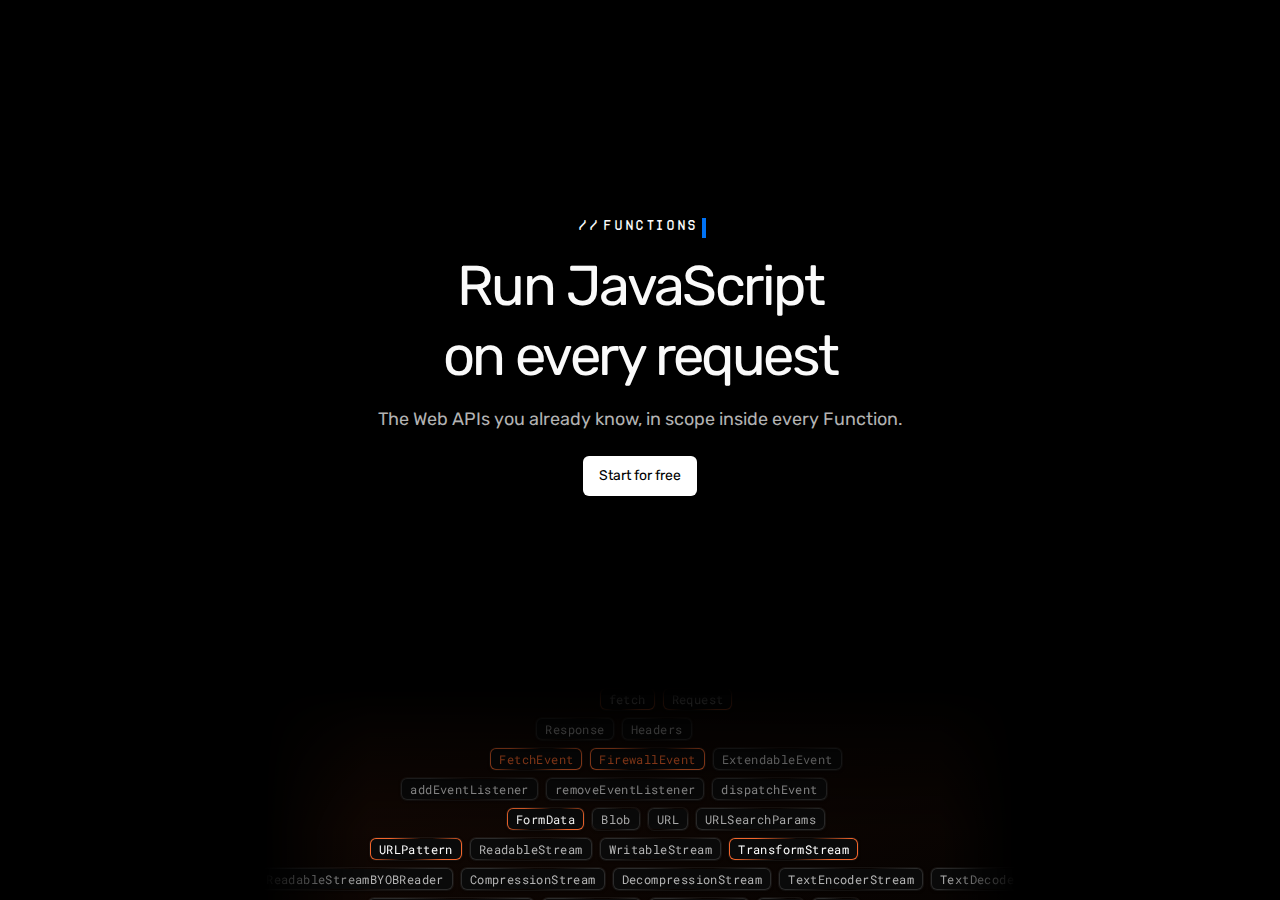 //FUNCTIONS
Run JavaScript
on every request
The Web APIs you already know, in scope inside every Function.
Start for free
fetch Request
Response Headers
FetchEvent FirewallEvent ExtendableEvent
addEventListener removeEventListener dispatchEvent
FormData Blob URL URLSearchParams
URLPattern ReadableStream WritableStream TransformStream
eadableStreamBYOBReader CompressionStream DecompressionStream TextEncoderStream TextDecode